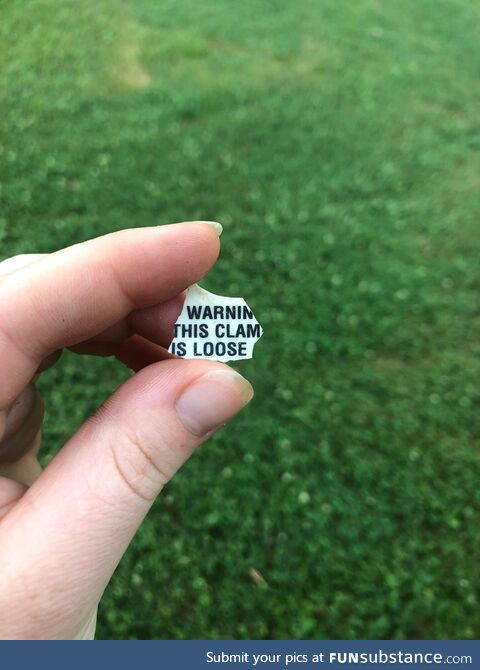 WARNIN
THIS CLAM
IS LOOSE
Submit your pics at FUNsubstance.com